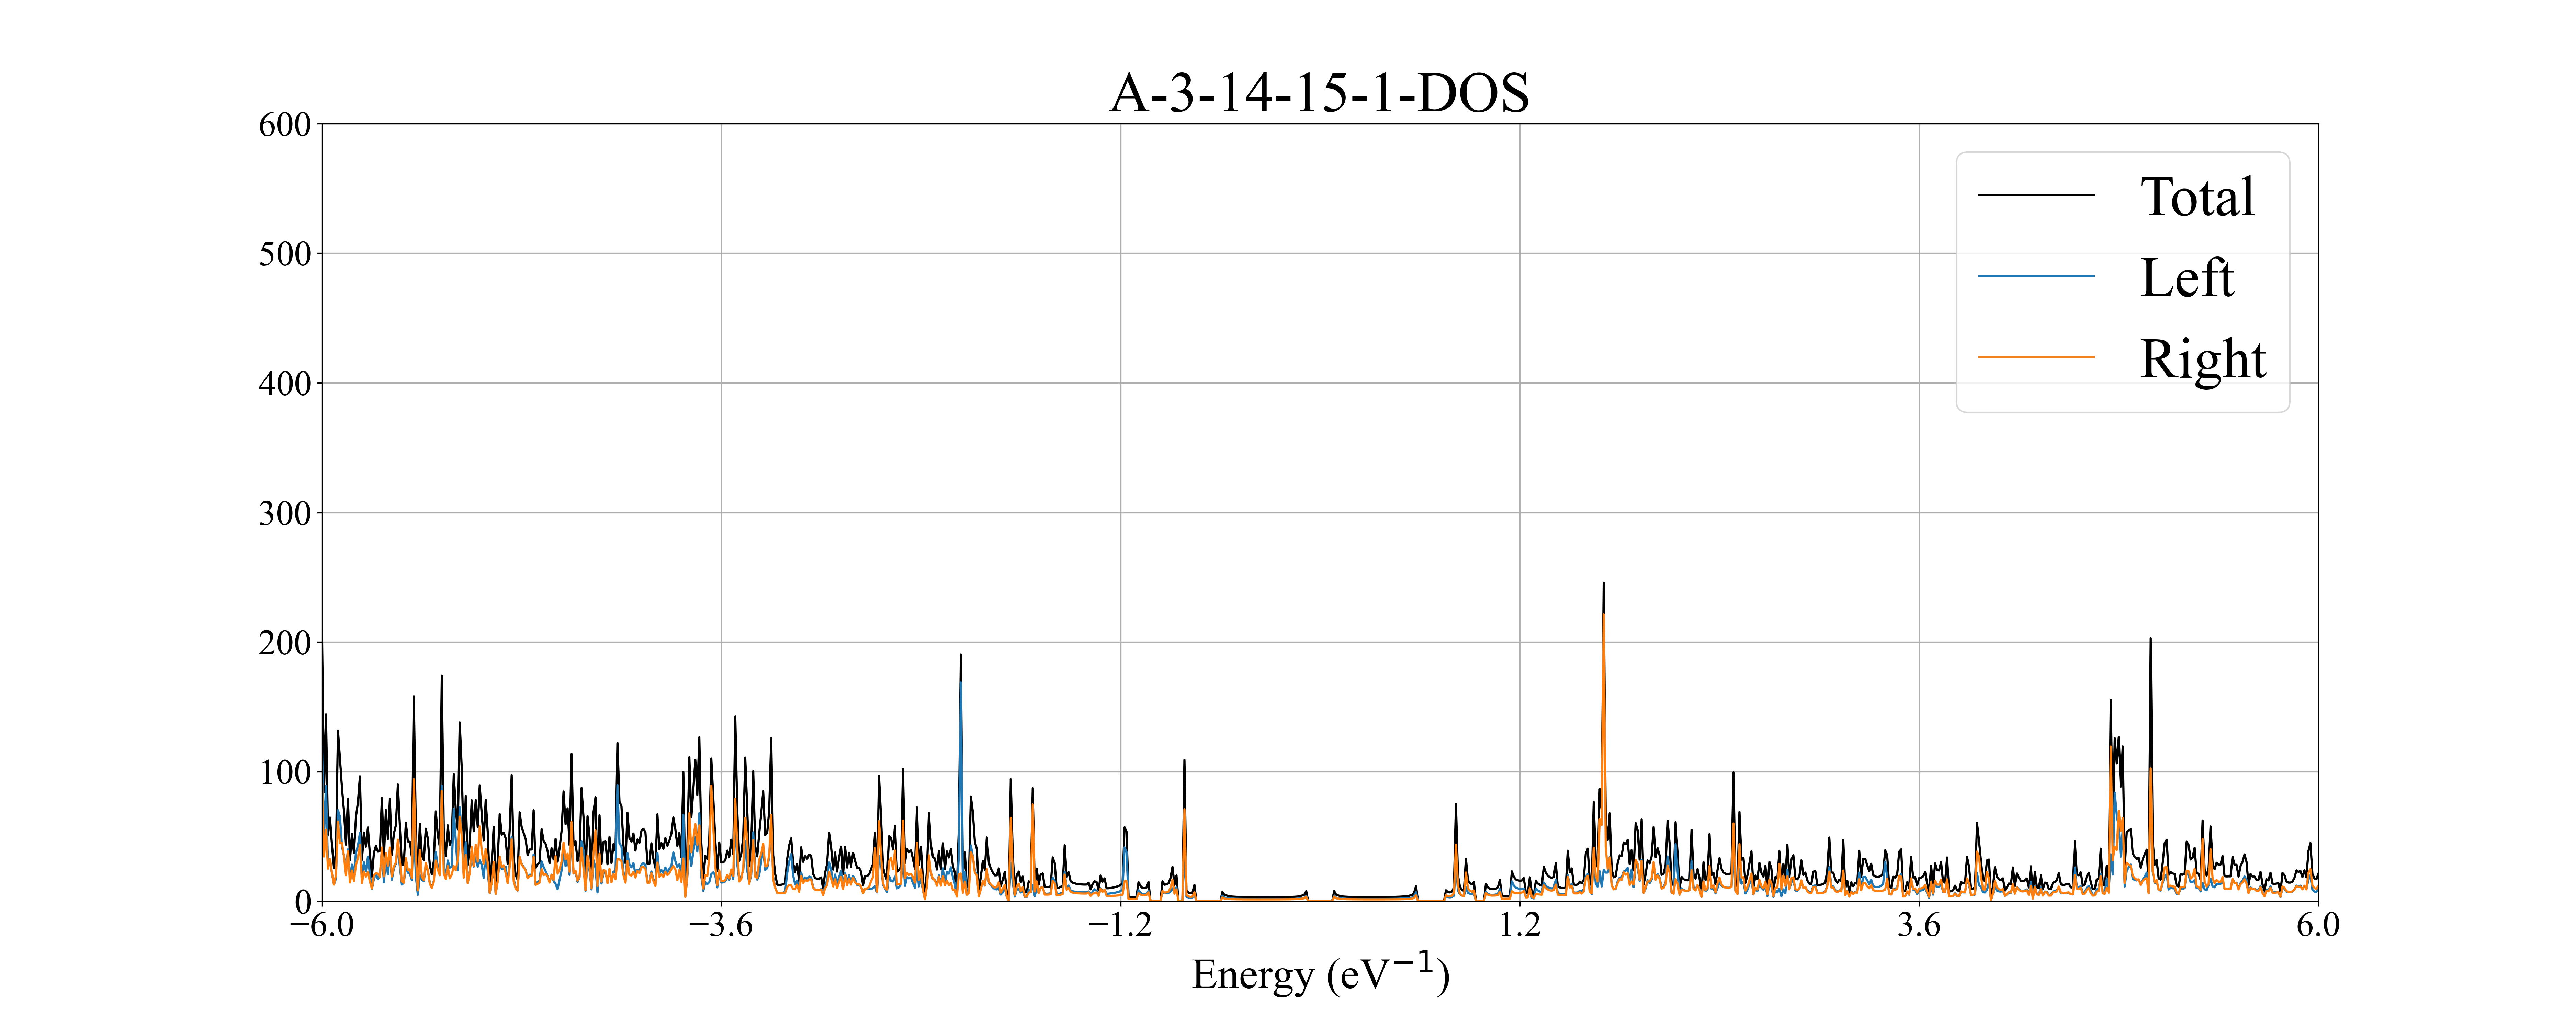 A-3-14-15-1-DOS
600
500
400
300
200
100
0
Total
Left
Right
−6.0
−3.6
−1.2
1.2
3.6
6.0
Energy (eV⁻¹)